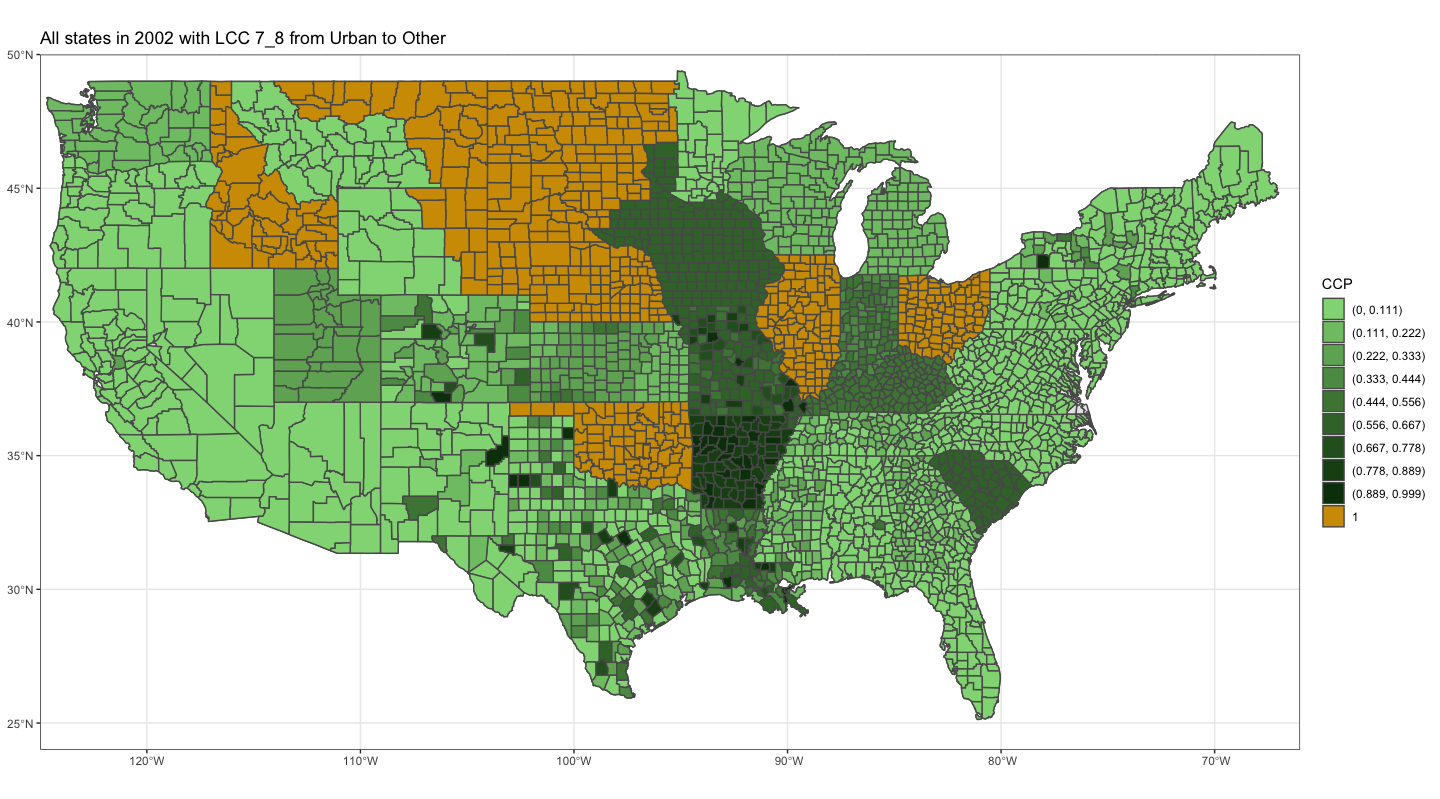 All states in 2002 with LCC 7_8 from Urban to Other
50°N
45°N
40°N
35°N
30°N
25°N
120°W
110°W
100°W
90°W
80°W
70°W
CCP
(0, 0.111)
(0.111, 0.222)
(0.222, 0.333)
(0.333, 0.444)
(0.444, 0.556)
(0.556, 0.667)
(0.667, 0.778)
(0.778, 0.889)
(0.889, 0.999)
1